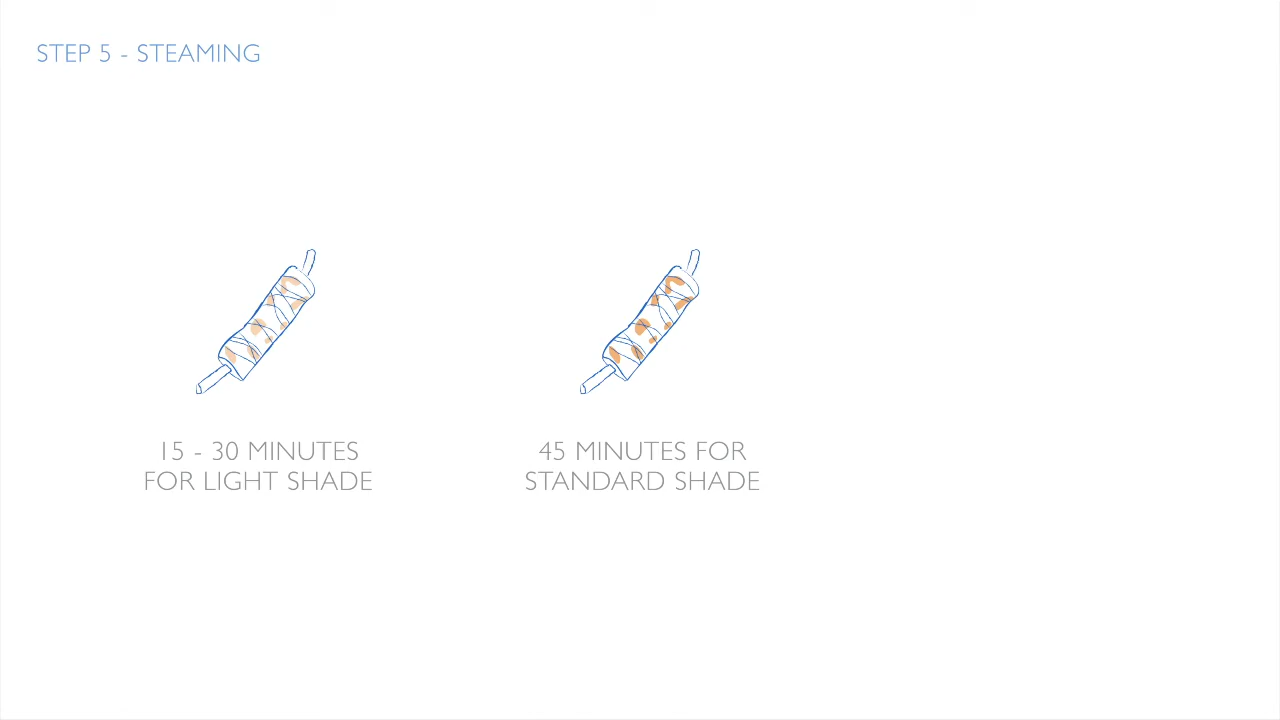 STEP 5 - STEAMING
15 - 30 MINUTES
FOR LIGHT SHADE
45 MINUTES FOR
STANDARD SHADE